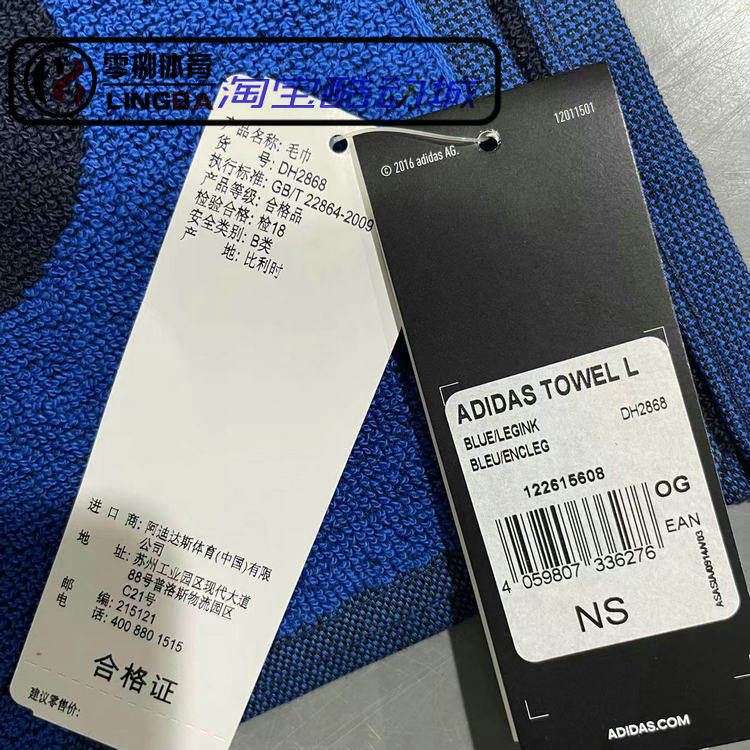 零捌体育
LINGBA
淘宝酷动城
产品名称: 毛巾
货 号: DH2868
执行标准: GB/T 22864-2009
产品等级: 合格品
检验合格: 检18
安全类别: B类
产 地: 比利时
进 口 商: 阿迪达斯体育(中国)有限
公司
地 址: 苏州工业园区现代大道
88号普洛斯物流园区
C21号
邮 编: 215121
电 话: 400 880 1515
合格证
建议零售价:
12011501
© 2016 adidas AG.
ADIDAS TOWEL L
BLUE/LEGINK
DH2868
BLEU/ENCLEG
122615608
OG
EAN
4 059807 336276
NS
ADIDAS.COM